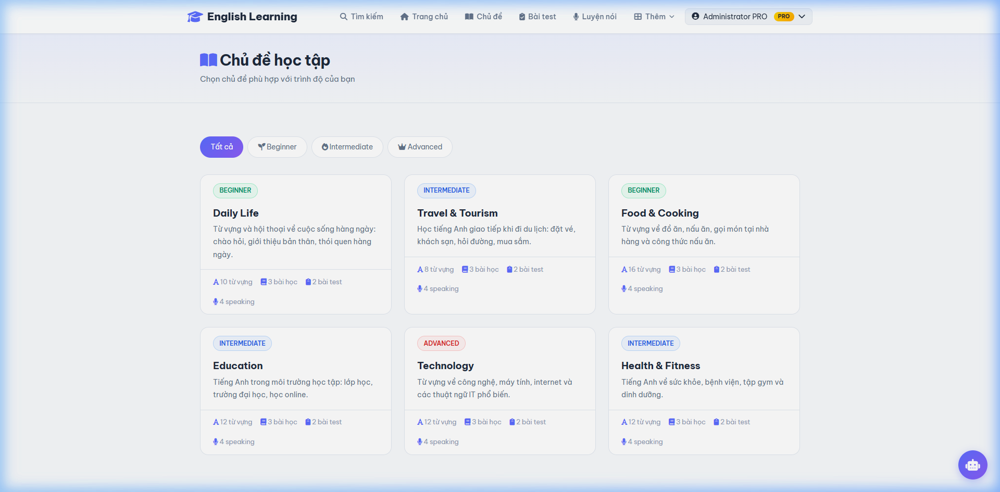 English Learning
Tìm kiếm
Trang chủ
Chủ đề
Bài test
Luyện nói
Thêm
Administrator PRO
PRO
Chủ đề học tập
Chọn chủ đề phù hợp với trình độ của bạn
Tất cả
Beginner
Intermediate
Advanced
BEGINNER
Daily Life
Từ vựng và hội thoại về cuộc sống hàng ngày:
chào hỏi, giới thiệu bản thân, thói quen hàng
ngày.
10 từ vựng 3 bài học 2 bài test
4 speaking
INTERMEDIATE
Travel & Tourism
Học tiếng Anh giao tiếp khi đi du lịch: đặt vé,
khách sạn, hỏi đường, mua sắm.
8 từ vựng 3 bài học 2 bài test
4 speaking
BEGINNER
Food & Cooking
Từ vựng về đồ ăn, nấu ăn, gọi món tại nhà
hàng và công thức nấu ăn.
16 từ vựng 3 bài học 2 bài test
4 speaking
INTERMEDIATE
Education
Tiếng Anh trong môi trường học tập: lớp học,
trường đại học, học online.
12 từ vựng 3 bài học 2 bài test
4 speaking
ADVANCED
Technology
Từ vựng về công nghệ, máy tính, internet và
các thuật ngữ IT phổ biến.
12 từ vựng 3 bài học 2 bài test
4 speaking
INTERMEDIATE
Health & Fitness
Tiếng Anh về sức khỏe, bệnh viện, tập gym và
dinh dưỡng.
12 từ vựng 3 bài học 2 bài test
4 speaking